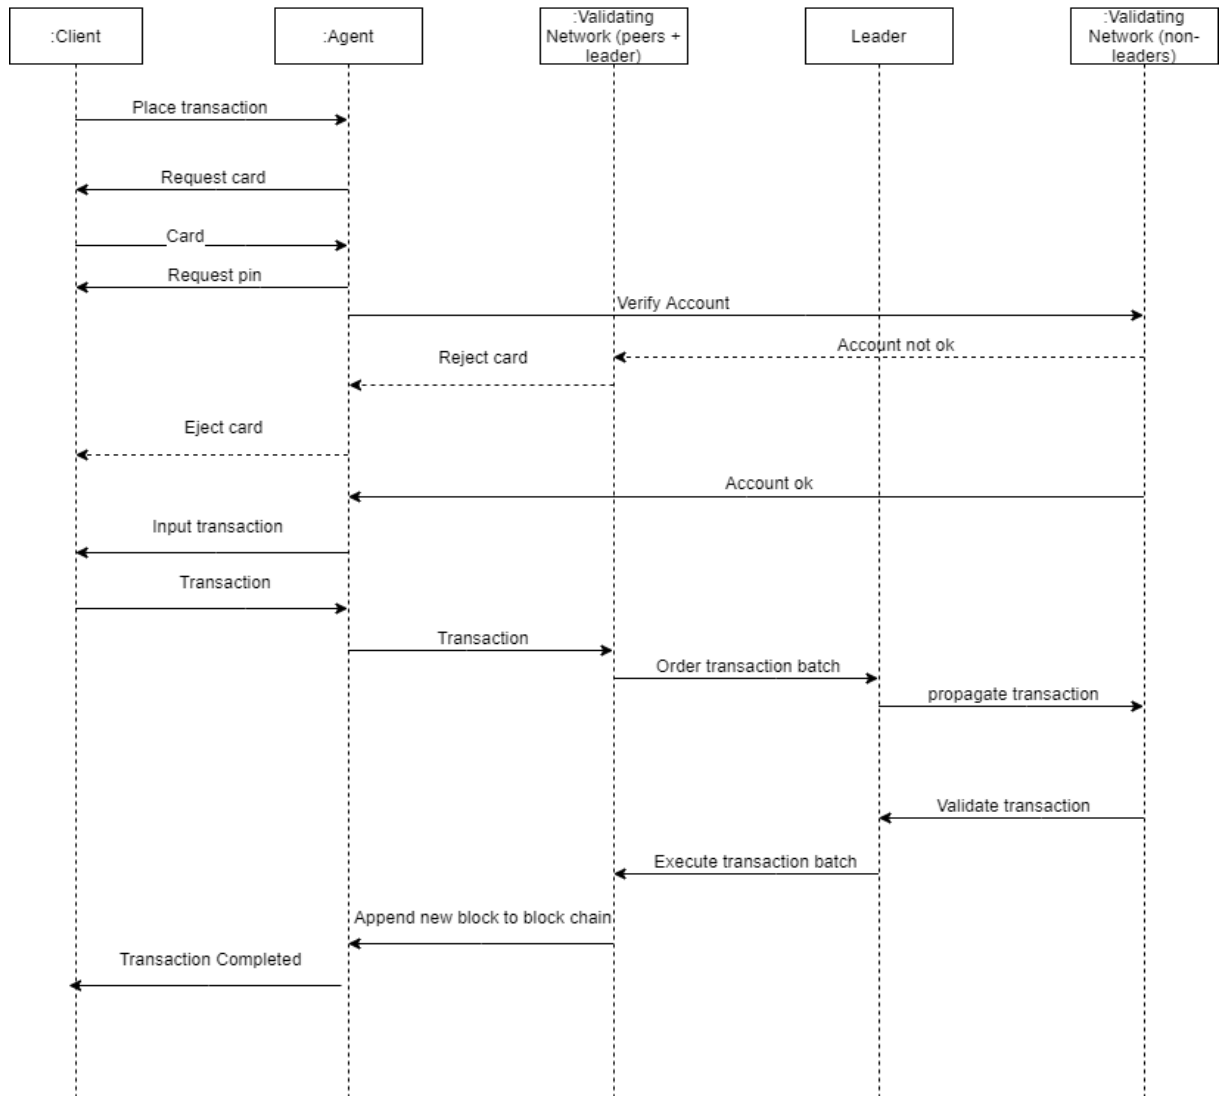 :Client
:Agent
:Validating
Network (peers +
leader)
Leader
:Validating
Network (non-
leaders)
Place transaction
Request card
Card
Request pin
Verify Account
Account not ok
Reject card
Eject card
Account ok
Input transaction
Transaction
Transaction
Order transaction batch
propagate transaction
Validate transaction
Execute transaction batch
Append new block to block chain
Transaction Completed